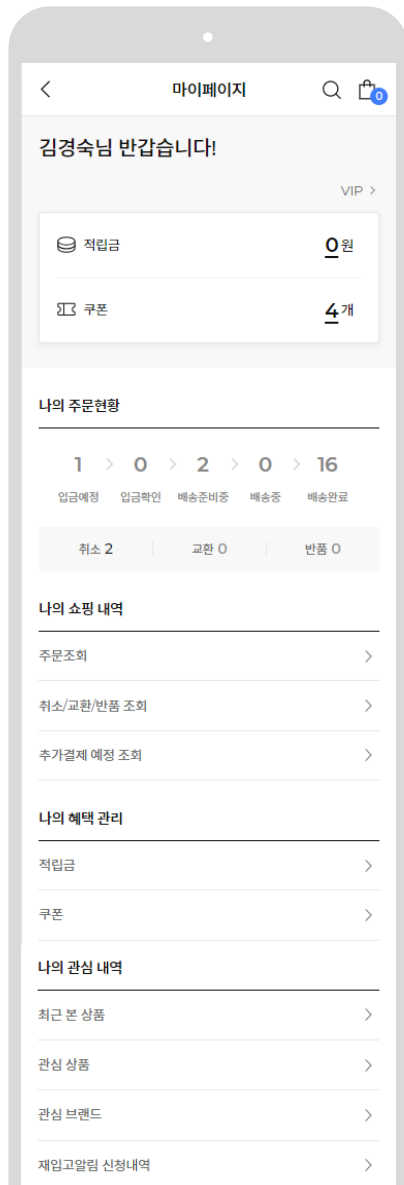 마이페이지
0
김경숙님 반갑습니다!
VIP >
적립금 0원
쿠폰 4개
나의 주문현황
1 > 0 > 2 > 0 > 16
입금예정 입금확인 배송준비중 배송중 배송완료
취소 2 교환 0 반품 0
나의 쇼핑 내역
주문조회
취소/교환/반품 조회
추가결제 예정 조회
나의 혜택 관리
적립금
쿠폰
나의 관심 내역
최근 본 상품
관심 상품
관심 브랜드
재입고알림 신청내역